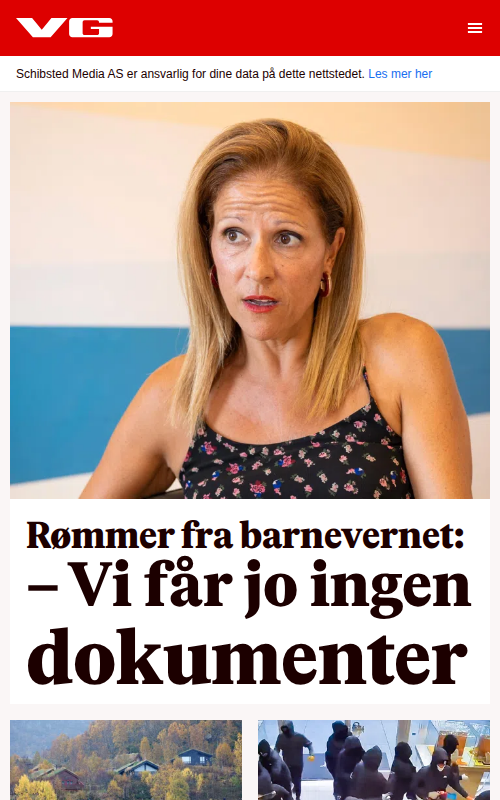 VG
Schibsted Media AS er ansvarlig for dine data på dette nettstedet. Les mer her
Rømmer fra barnevernet:
– Vi får jo ingen
dokumenter